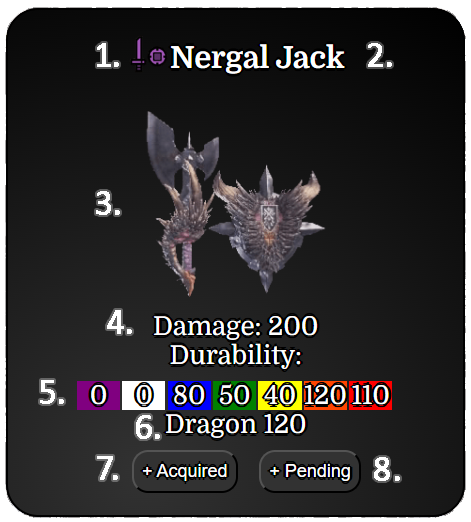 1. Nergal Jack 2.
3.
4. Damage: 200
Durability:
5. 0 0 80 50 40 120 110
6. Dragon 120
7. + Acquired + Pending 8.